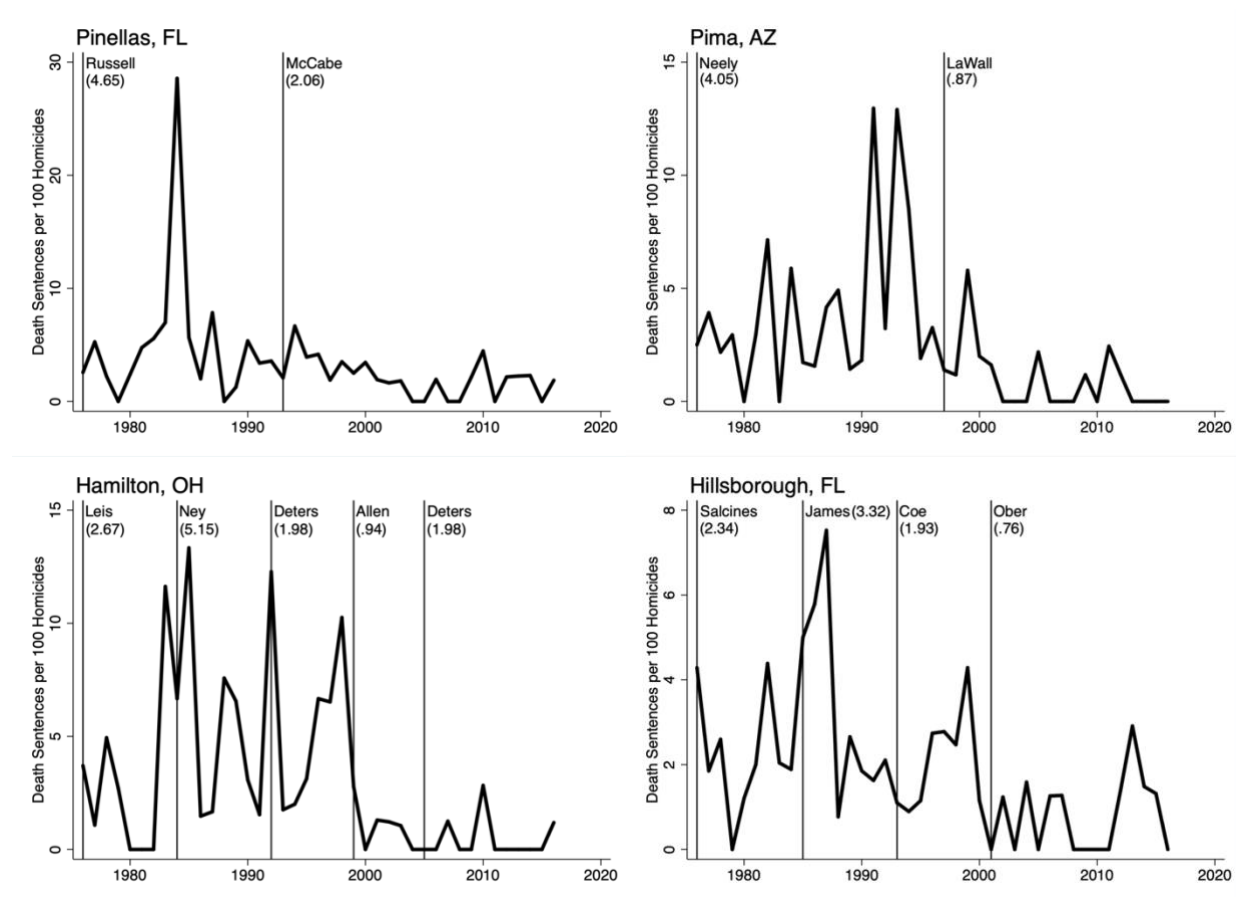 Pinellas, FL
Death Sentences per 100 Homicides
30
20
10
0
Russell
(4.65)
McCabe
(2.06)
1980 1990 2000 2010 2020
Pima, AZ
Death Sentences per 100 Homicides
15
10
5
0
Neely
(4.05)
LaWall
(.87)
1980 1990 2000 2010 2020
Hamilton, OH
Death Sentences per 100 Homicides
15
10
5
0
Leis
(2.67)
Ney
(5.15)
Deters
(1.98)
Allen
(.94)
Deters
(1.98)
1980 1990 2000 2010 2020
Hillsborough, FL
Death Sentences per 100 Homicides
8
6
4
2
0
Salcines
(2.34)
James (3.32)
Coe
(1.93)
Ober
(.76)
1980 1990 2000 2010 2020